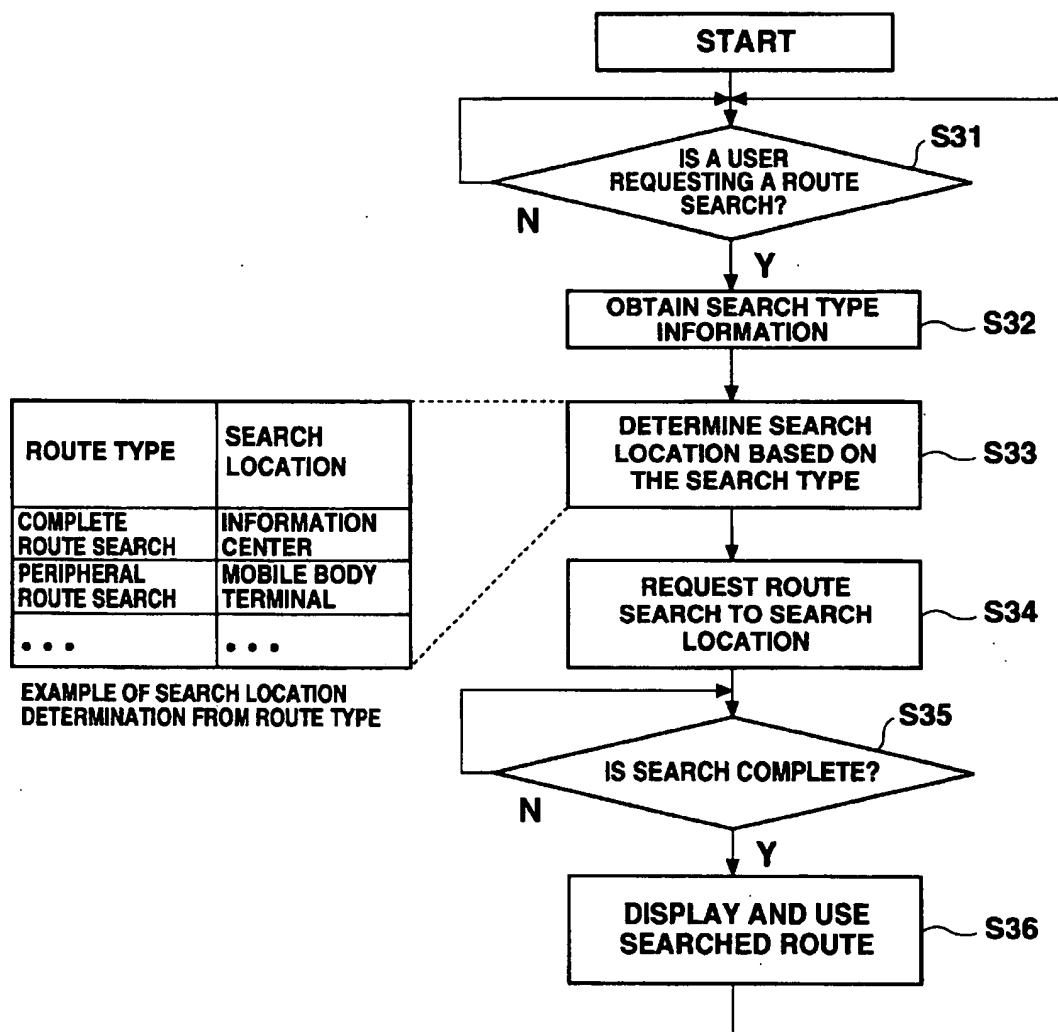 START
S31
IS A USER
REQUESTING A ROUTE
SEARCH?
N
Y
OBTAIN SEARCH TYPE
INFORMATION
S32
DETERMINE SEARCH
LOCATION BASED ON
THE SEARCH TYPE
S33
ROUTE TYPE
SEARCH
LOCATION
COMPLETE
ROUTE SEARCH
INFORMATION
CENTER
PERIPHERAL
ROUTE SEARCH
MOBILE BODY
TERMINAL
• • •
• • •
EXAMPLE OF SEARCH LOCATION
DETERMINATION FROM ROUTE TYPE
REQUEST ROUTE
SEARCH TO SEARCH
LOCATION
S34
S35
IS SEARCH COMPLETE?
N
Y
DISPLAY AND USE
SEARCHED ROUTE
S36